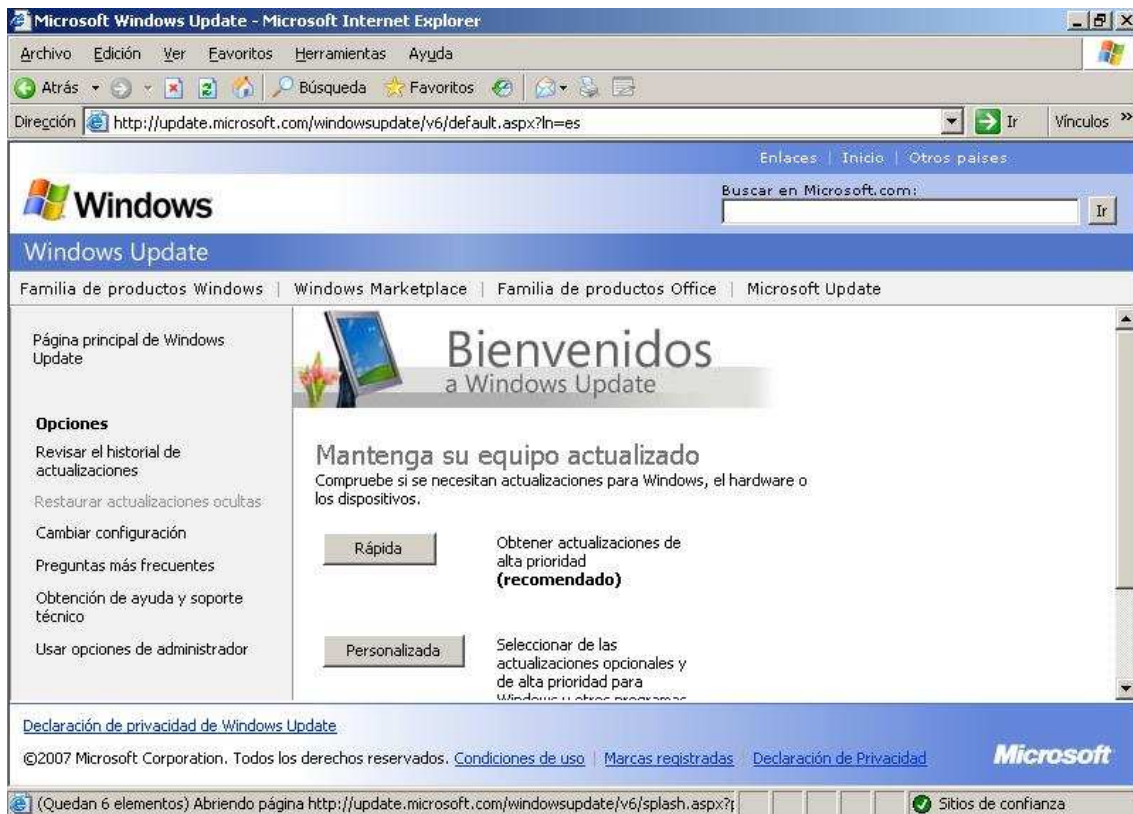 Microsoft Windows Update - Microsoft Internet Explorer
Archivo Edición Ver Favoritos Herramientas Ayuda
Atrás Búsqueda Favoritos
Dirección http://update.microsoft.com/windowsupdate/v6/default.aspx?ln=es Ir Vínculos »
Enlaces | Inicio | Otros países
Windows
Buscar en Microsoft.com:
Ir
Windows Update
Familia de productos Windows | Windows Marketplace | Familia de productos Office | Microsoft Update
Página principal de Windows
Update
Opciones
Revisar el historial de
actualizaciones
Restaurar actualizaciones ocultas
Cambiar configuración
Preguntas más frecuentes
Obtención de ayuda y soporte
técnico
Usar opciones de administrador
Bienvenidos
a Windows Update
Mantenga su equipo actualizado
Compruebe si se necesitan actualizaciones para Windows, el hardware o
los dispositivos.
Rápida
Obtener actualizaciones de
alta prioridad
(recomendado)
Personalizada
Seleccionar de las
actualizaciones opcionales y
de alta prioridad para
Windows y otros programas
Declaración de privacidad de Windows Update
©2007 Microsoft Corporation. Todos los derechos reservados. Condiciones de uso | Marcas registradas | Declaración de Privacidad
Microsoft
(Quedan 6 elementos) Abriendo página http://update.microsoft.com/windowsupdate/v6/splash.aspx?
Sitios de confianza